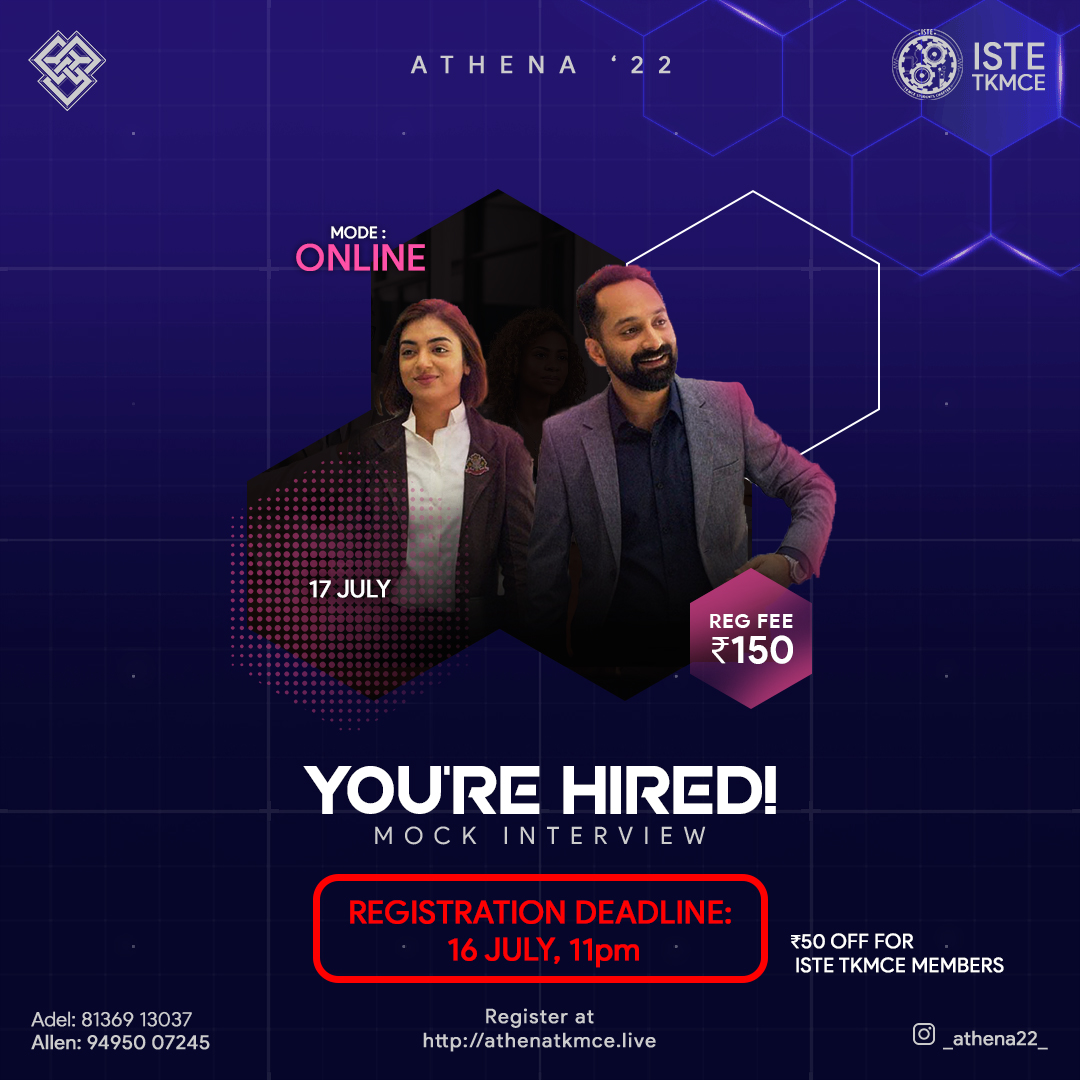 ATHENA ‘22
ISTE
TKMCE
MODE :
ONLINE
17 JULY
REG FEE
₹150
YOU'RE HIRED!
MOCK INTERVIEW
REGISTRATION DEADLINE:
16 JULY, 11pm
₹50 OFF FOR
ISTE TKMCE MEMBERS
Adel: 81369 13037
Allen: 94950 07245
Register at
http://athenatkmce.live
_athena22_